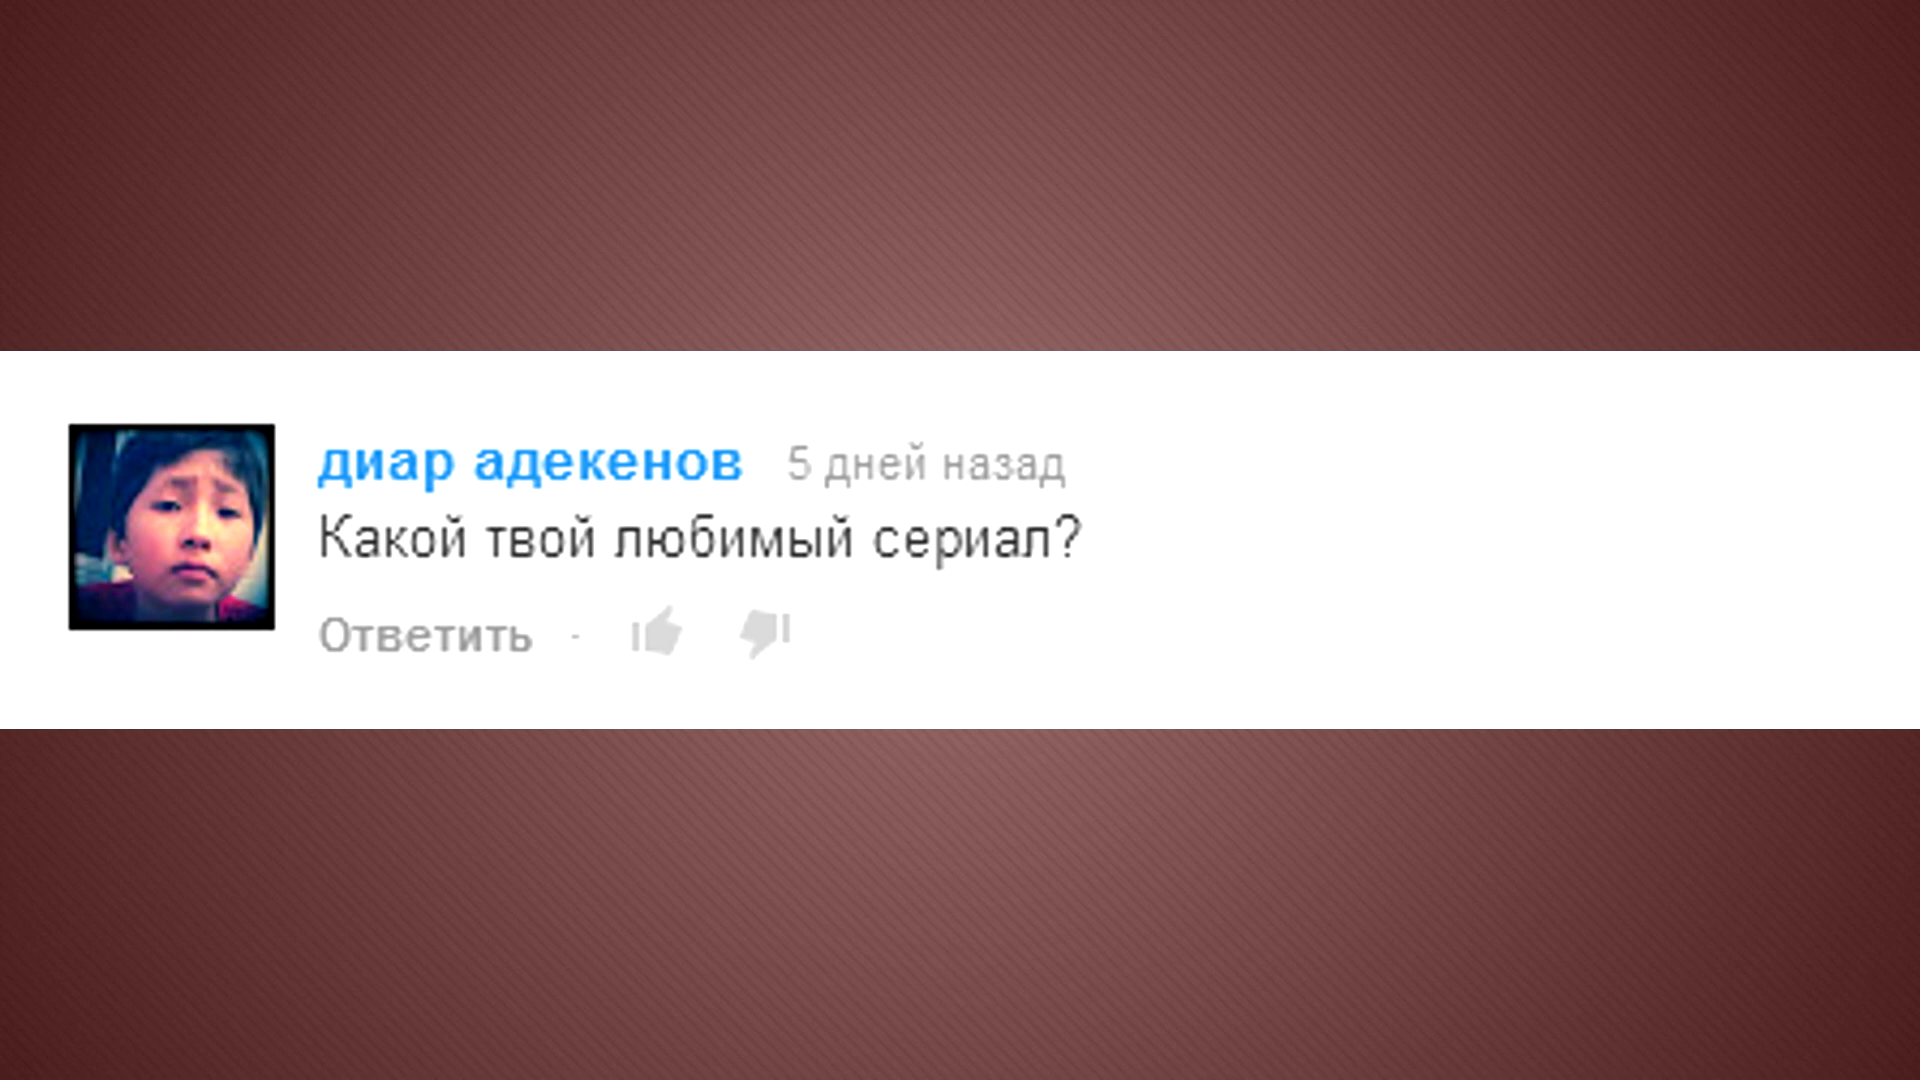 диар адекенов 5 дней назад
Какой твой любимый сериал?
Ответить ·